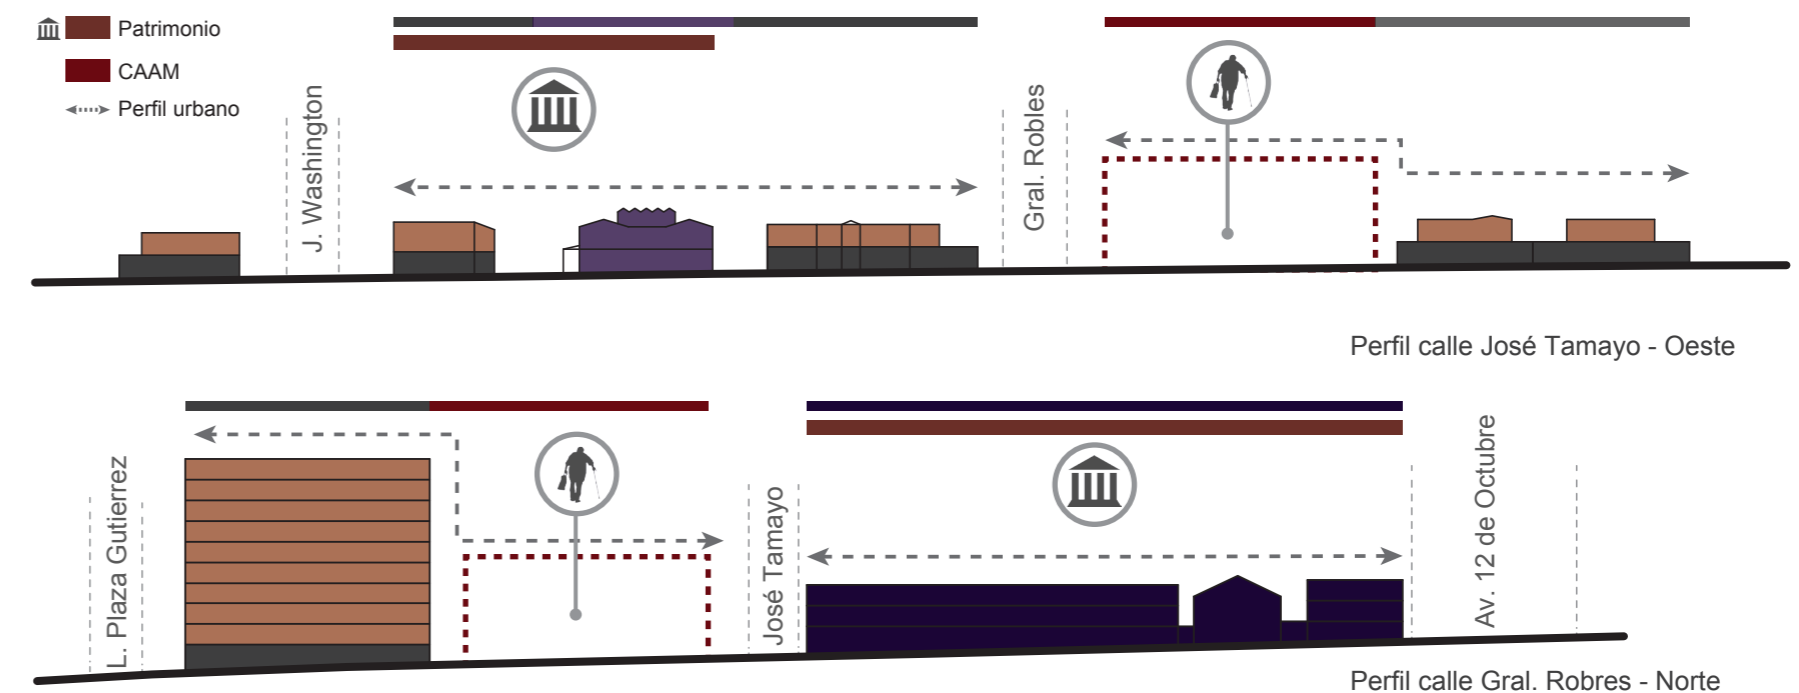 Patrimonio
CAAM
Perfil urbano
J. Washington
Gral. Robles
Perfil calle José Tamayo - Oeste
L. Plaza Gutierrez
José Tamayo
Av. 12 de Octubre
Perfil calle Gral. Robres - Norte